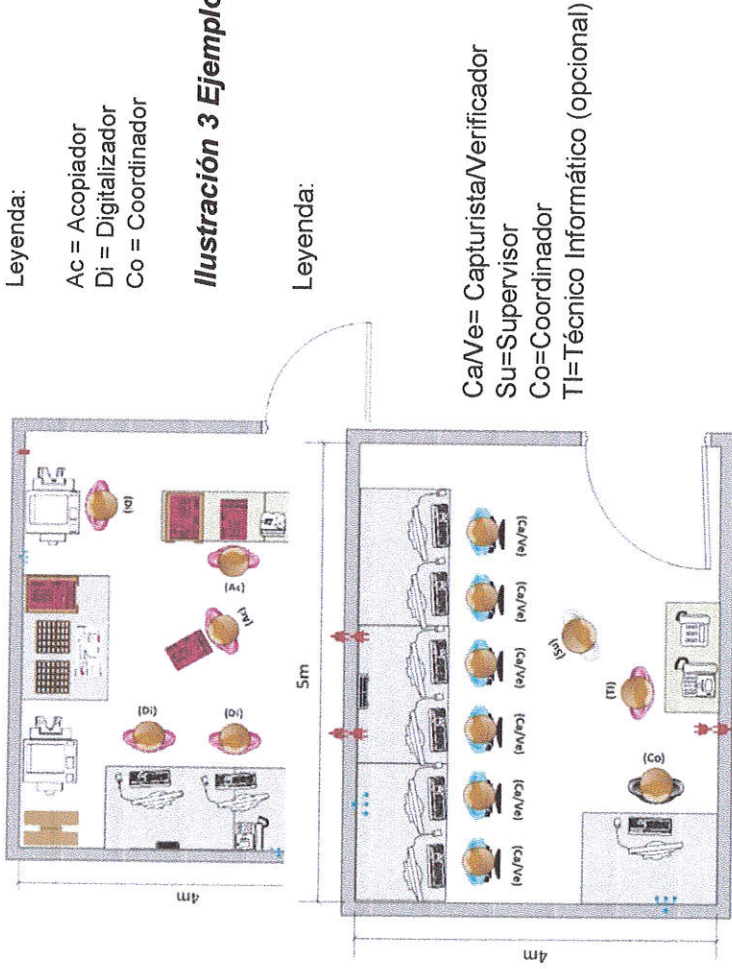 Leyenda:
Ac = Acopiador
Di = Digitalizador
Co = Coordinador
Ilustración 3 Ejemplo
Leyenda:
Ca/Ve= Capturista/Verificador
Su=Supervisor
Co=Coordinador
TI=Técnico Informático (opcional)
4m
(Di)
(Di)
(Di)
(Ac)
(Ac)
5m
4m
(Ca/Ve)
(Ca/Ve)
(Ca/Ve)
(Ca/Ve)
(Ca/Ve)
(Ca/Ve)
(Su)
(TI)
(Co)